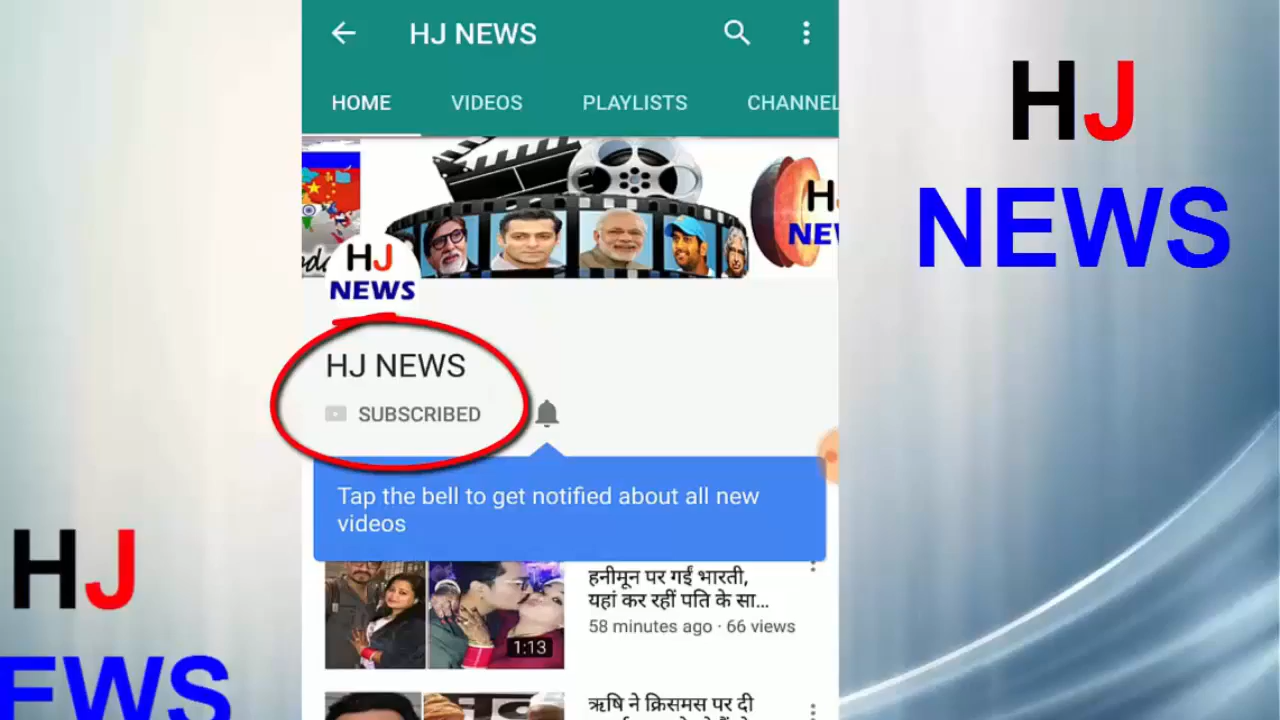 HJ NEWS
HOME VIDEOS PLAYLISTS CHANNEL
HJ
NEWS
HJ
NEWS
HJ NEWS
SUBSCRIBED
Tap the bell to get notified about all new
videos
हनीमून पर गईं भारती,
यहां कर रहीं पति के सा...
58 minutes ago · 66 views
1:13
ऋषि ने क्रिसमस पर दी
HJ
NEWS
HJ
EWS